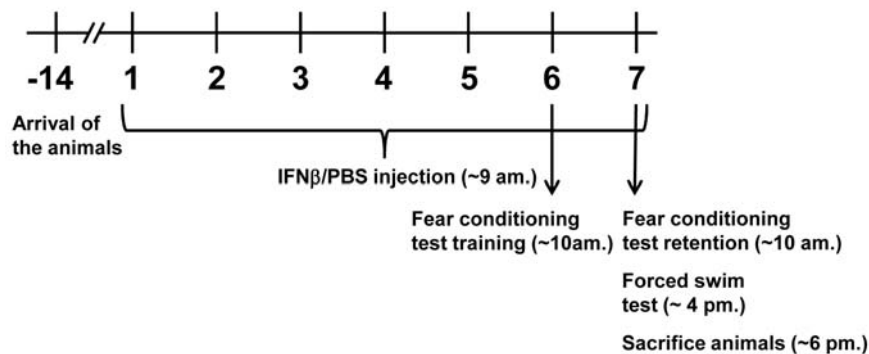 -14 1 2 3 4 5 6 7
Arrival of
the animals
IFNβ/PBS injection (~9 am.)
Fear conditioning
test training (~10am.)
Fear conditioning
test retention (~10 am.)
Forced swim
test (~ 4 pm.)
Sacrifice animals (~6 pm.)